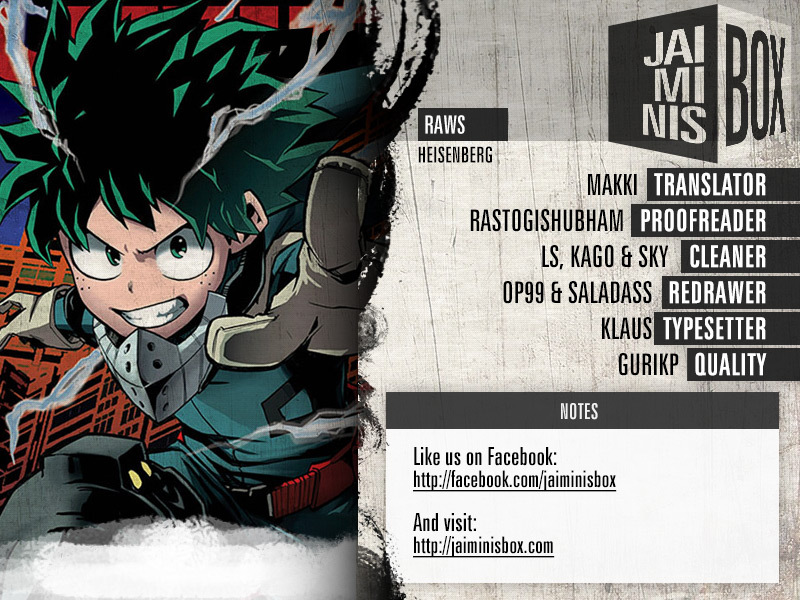 JAI
MI
NIS
BOX
RAWS
HEISENBERG
MAKKI TRANSLATOR
RASTOGISHUBHAM PROOFREADER
LS, KAGO & SKY CLEANER
OP99 & SALADASS REDRAWER
KLAUS TYPESETTER
GURIKP QUALITY
NOTES
Like us on Facebook:
http://facebook.com/jaiminisbox
And visit:
http://jaiminisbox.com